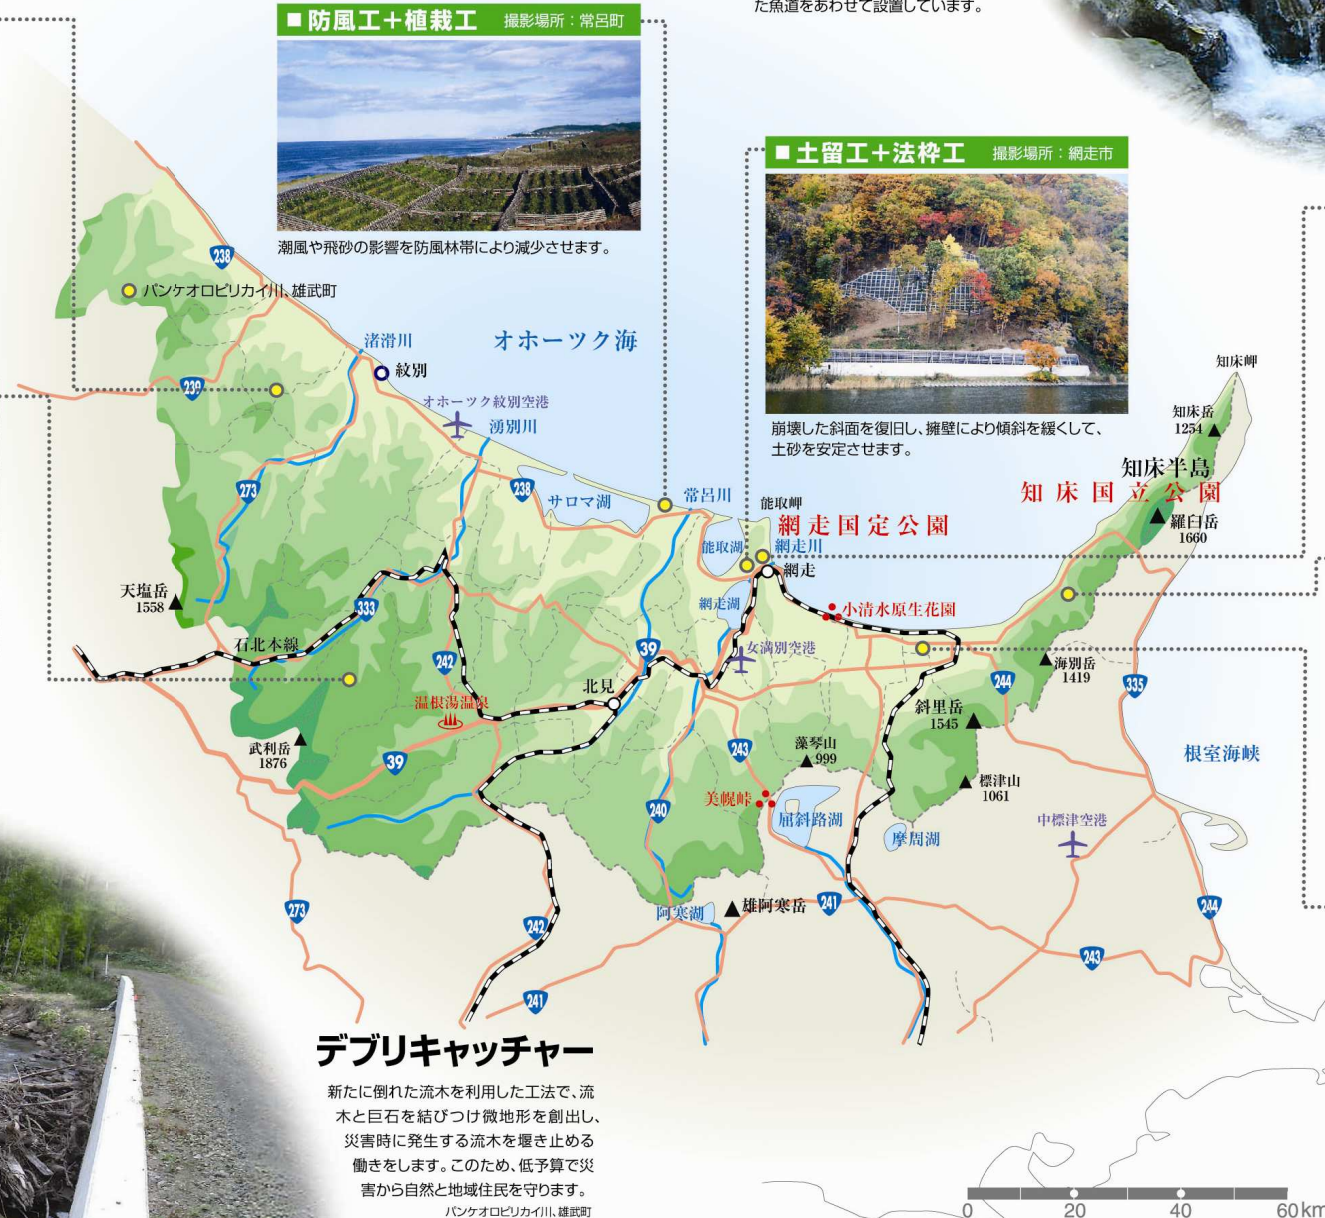 た魚道をあわせて設置しています。
■防風工+植栽工 撮影場所：常呂町
潮風や飛砂の影響を防風林帯により減少させます。
■土留工+法枠工 撮影場所：網走市
崩壊した斜面を復旧し、擁壁により傾斜を緩くして、
土砂を安定させます。
238
パンケオロピリカイ川、雄武町
渚滑川
オホーツク海
紋別
239
オホーツク紋別空港
湧別川
知床岬
知床岳
1254
知床半島
知床国立公園
羅臼岳
1660
273
238
サロマ湖
常呂川
能取岬
網走国定公園
能取湖
網走川
網走
天塩岳
1558
333
網走湖
小清水原生花園
石北本線
242
39
女満別空港
海別岳
1419
244
335
北見
温根湯温泉
斜里岳
1545
武利岳
1876
39
243
藻琴山
999
根室海峡
標津山
1061
美幌峠
240
屈斜路湖
中標津空港
摩周湖
273
阿寒湖
雄阿寒岳
241
244
242
243
241
デブリキャッチャー
新たに倒れた流木を利用した工法で、流
木と巨石を結びつけ微地形を創出し、
災害時に発生する流木を堰き止める
働きをします。このため、低予算で災
害から自然と地域住民を守ります。
パンケオロピリカイ川、雄武町
0 20 40 60km